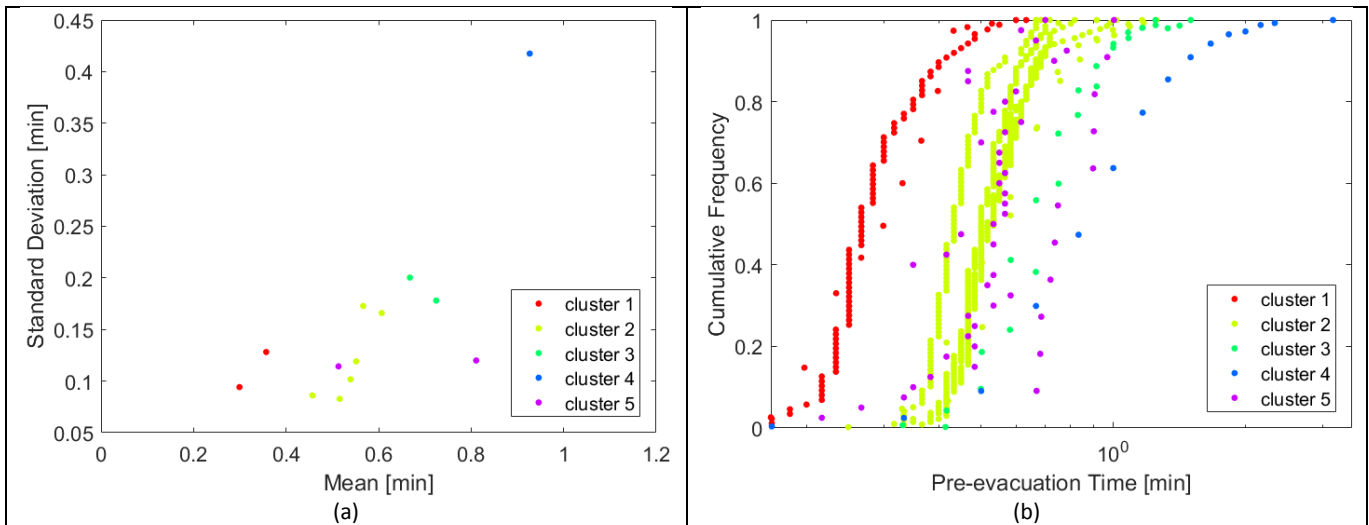 0.45
0.4
0.35
0.3
0.25
0.2
0.15
0.1
0.05
0 0.2 0.4 0.6 0.8 1 1.2
Standard Deviation [min]
Mean [min]
cluster 1
cluster 2
cluster 3
cluster 4
cluster 5
(a)
1
0.8
0.6
0.4
0.2
0
10^0
Cumulative Frequency
Pre-evacuation Time [min]
cluster 1
cluster 2
cluster 3
cluster 4
cluster 5
(b)